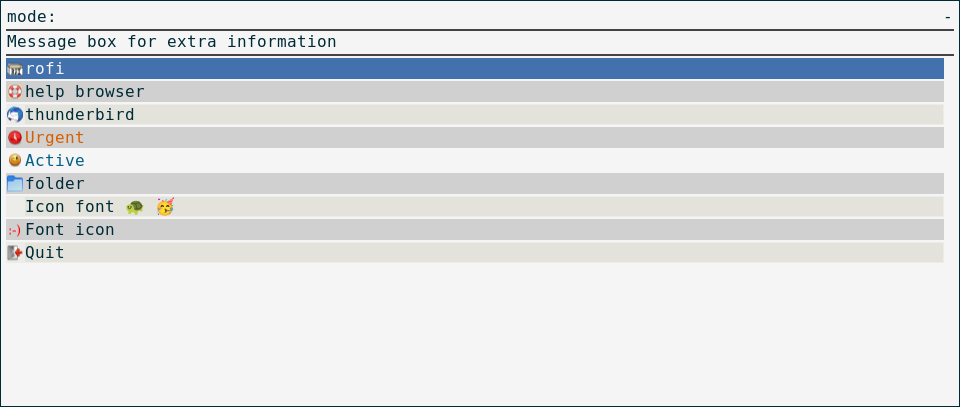 mode: -
Message box for extra information
rofi
help browser
thunderbird
Urgent
Active
folder
Icon font 🐢 🥳
:-) Font icon
Quit